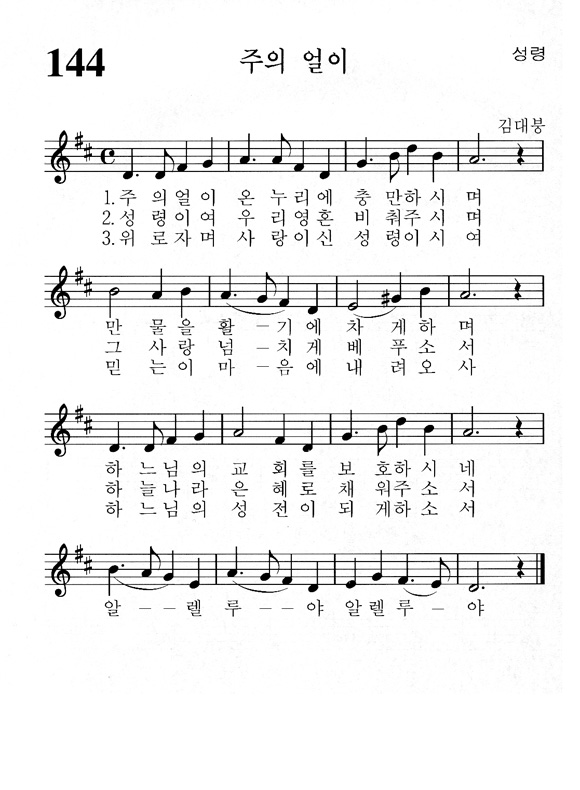 144 주의 얼이 성령
김대붕
1.주 의얼이 온 누리에 충 만하시 며
2.성 령이여 우 리영혼 비 춰주시 며
3.위 로자며 사 랑이신 성 령이시 여
만 물을활 –기에 차 게하 며
그 사랑넘 –치게 베 푸소 서
믿 는이마 –음에 내 려오 사
하 느님의 교 회를 보 호하시 네
하 늘나라 은 혜로 채 워주소 서
하 느님의 성 전이 되 게하소 서
알 ––렐 루 ––야 알렐루 –야